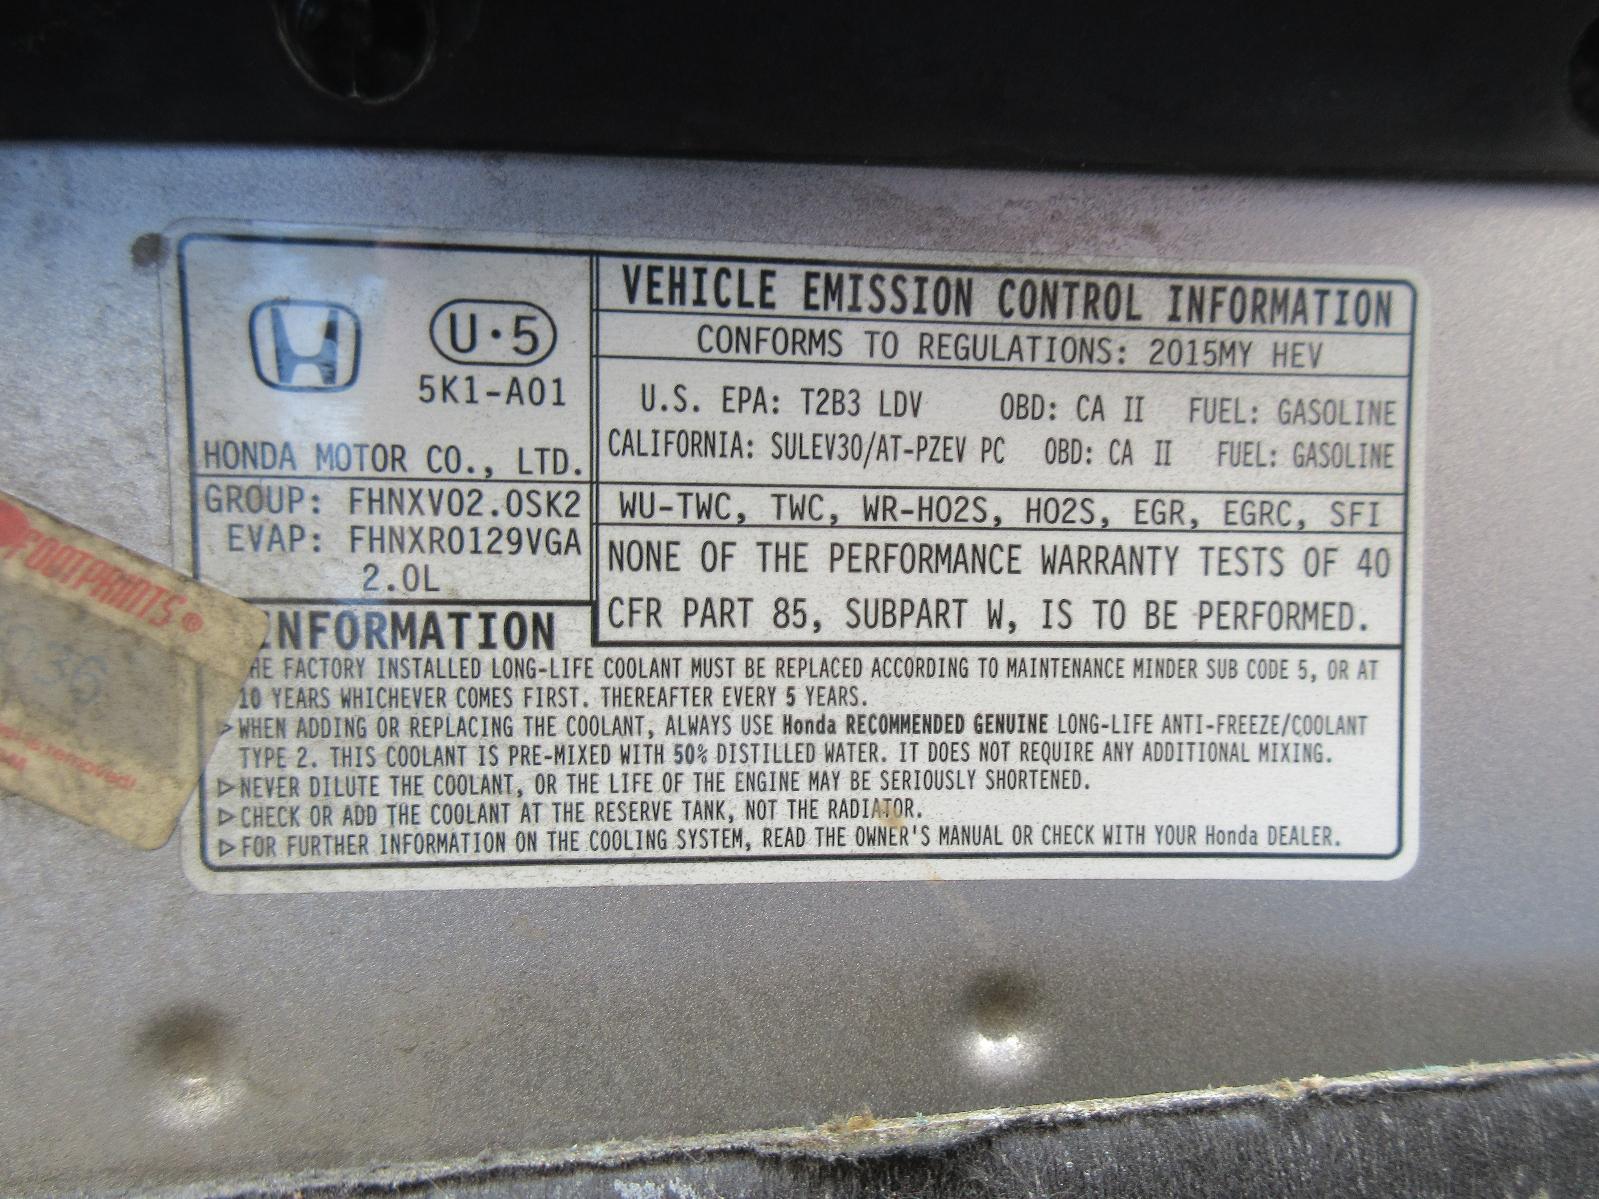 VEHICLE EMISSION CONTROL INFORMATION
CONFORMS TO REGULATIONS: 2015MY HEV
U.S. EPA: T2B3 LDV OBD: CA II FUEL: GASOLINE
CALIFORNIA: SULEV30/AT-PZEV PC OBD: CA II FUEL: GASOLINE
WU-TWC, TWC, WR-HO2S, HO2S, EGR, EGRC, SFI
NONE OF THE PERFORMANCE WARRANTY TESTS OF 40
CFR PART 85, SUBPART W, IS TO BE PERFORMED.
U·5
5K1-A01
HONDA MOTOR CO., LTD.
GROUP: FHNXV02.0SK2
EVAP: FHNXR0129VGA
2.0L
INFORMATION
HE FACTORY INSTALLED LONG-LIFE COOLANT MUST BE REPLACED ACCORDING TO MAINTENANCE MINDER SUB CODE 5, OR AT
10 YEARS WHICHEVER COMES FIRST. THEREAFTER EVERY 5 YEARS.
▷WHEN ADDING OR REPLACING THE COOLANT, ALWAYS USE Honda RECOMMENDED GENUINE LONG-LIFE ANTI-FREEZE/COOLANT
TYPE 2. THIS COOLANT IS PRE-MIXED WITH 50% DISTILLED WATER. IT DOES NOT REQUIRE ANY ADDITIONAL MIXING.
▷NEVER DILUTE THE COOLANT, OR THE LIFE OF THE ENGINE MAY BE SERIOUSLY SHORTENED.
▷CHECK OR ADD THE COOLANT AT THE RESERVE TANK, NOT THE RADIATOR.
▷FOR FURTHER INFORMATION ON THE COOLING SYSTEM, READ THE OWNER'S MANUAL OR CHECK WITH YOUR Honda DEALER.
FOOTPRINTS®
036
is removed!